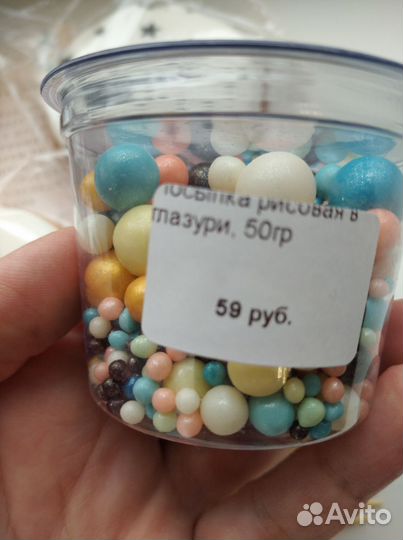 посыпка рисовая в
глазури, 50гр
59 руб.
Avito